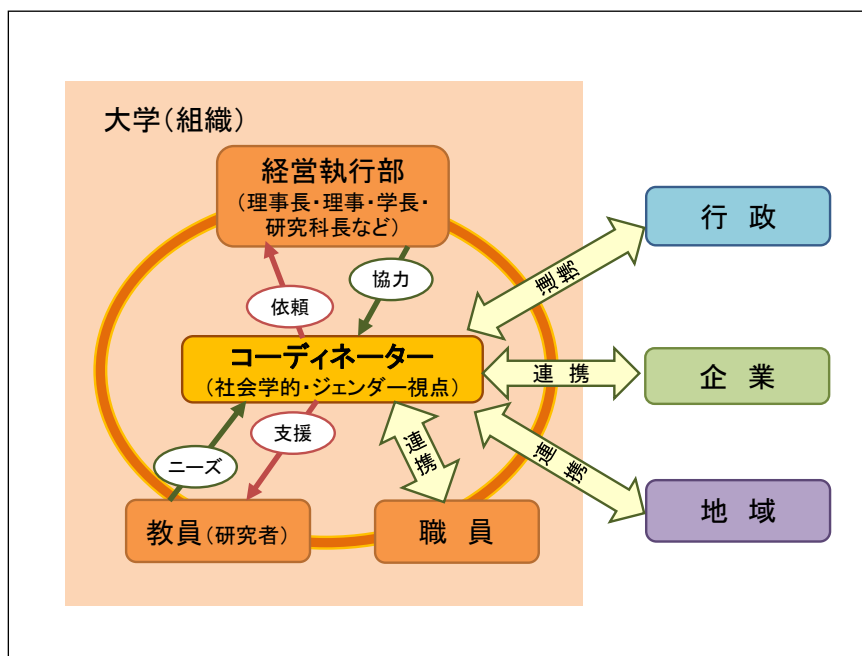 大学(組織)
経営執行部
(理事長・理事・学長・
研究科長など)
行 政
連携
協力
依頼
コーディネーター
(社会学的・ジェンダー視点)
連 携
企 業
支援
連携
連携
ニーズ
教員(研究者)
職 員
地 域